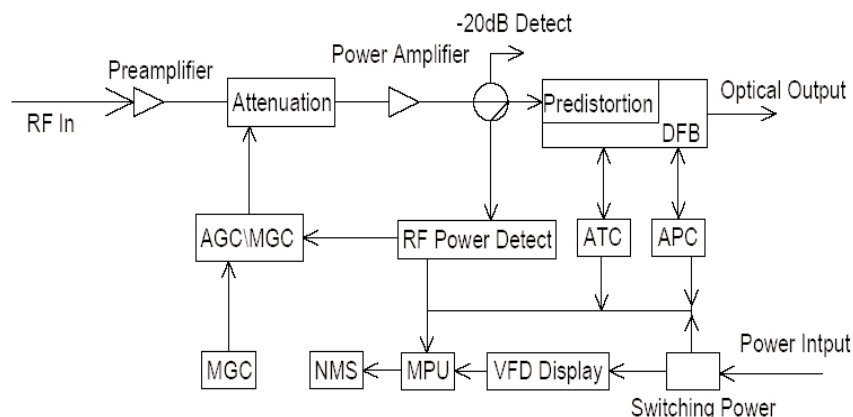 -20dB Detect
Power Amplifier
Preamplifier
Attenuation
Predistortion
Optical Output
RF In
DFB
AGC\MGC
RF Power Detect
ATC
APC
MGC
NMS
MPU
VFD Display
Power Intput
Switching Power